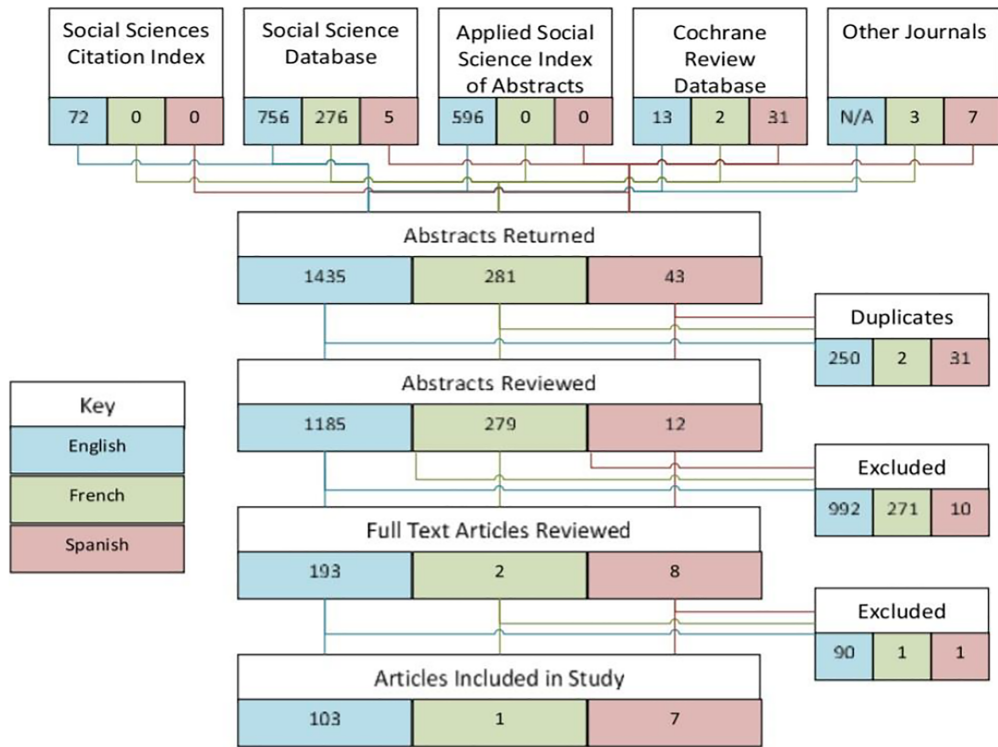 Social Sciences
Citation Index
72 0 0
Social Science
Database
756 276 5
Applied Social
Science Index
of Abstracts
596 0 0
Cochrane
Review
Database
13 2 31
Other Journals
N/A 3 7
Abstracts Returned
1435 281 43
Duplicates
250 2 31
Abstracts Reviewed
1185 279 12
Key
English
French
Spanish
Excluded
992 271 10
Full Text Articles Reviewed
193 2 8
Excluded
90 1 1
Articles Included in Study
103 1 7